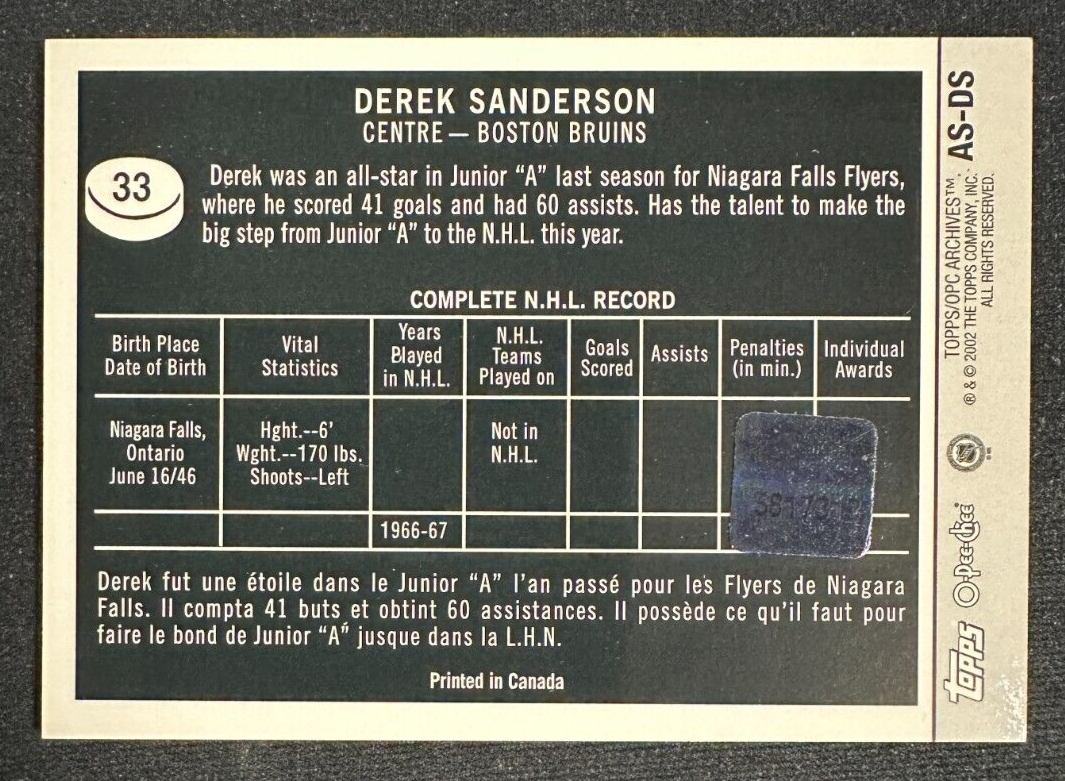 DEREK SANDERSON
CENTRE — BOSTON BRUINS
33
Derek was an all-star in Junior “A” last season for Niagara Falls Flyers,
where he scored 41 goals and had 60 assists. Has the talent to make the
big step from Junior “A” to the N.H.L. this year.
COMPLETE N.H.L. RECORD
Birth Place
Date of Birth
Vital
Statistics
Years
Played
in N.H.L.
N.H.L.
Teams
Played on
Goals
Scored
Assists
Penalties
(in min.)
Individual
Awards
Niagara Falls,
Ontario
June 16/46
Hght.--6'
Wght.--170 lbs.
Shoots--Left
Not in
N.H.L.
1966-67
Derek fut une étoile dans le Junior “A” l'an passé pour les Flyers de Niagara
Falls. Il compta 41 buts et obtint 60 assistances. Il possède ce qu'il faut pour
faire le bond de Junior “A” jusque dans la L.H.N.
Printed in Canada
topps
O-Pee-Chee
TOPPS/OPC ARCHIVES™.
® & © 2002 THE TOPPS COMPANY, INC.
ALL RIGHTS RESERVED.
AS-DS